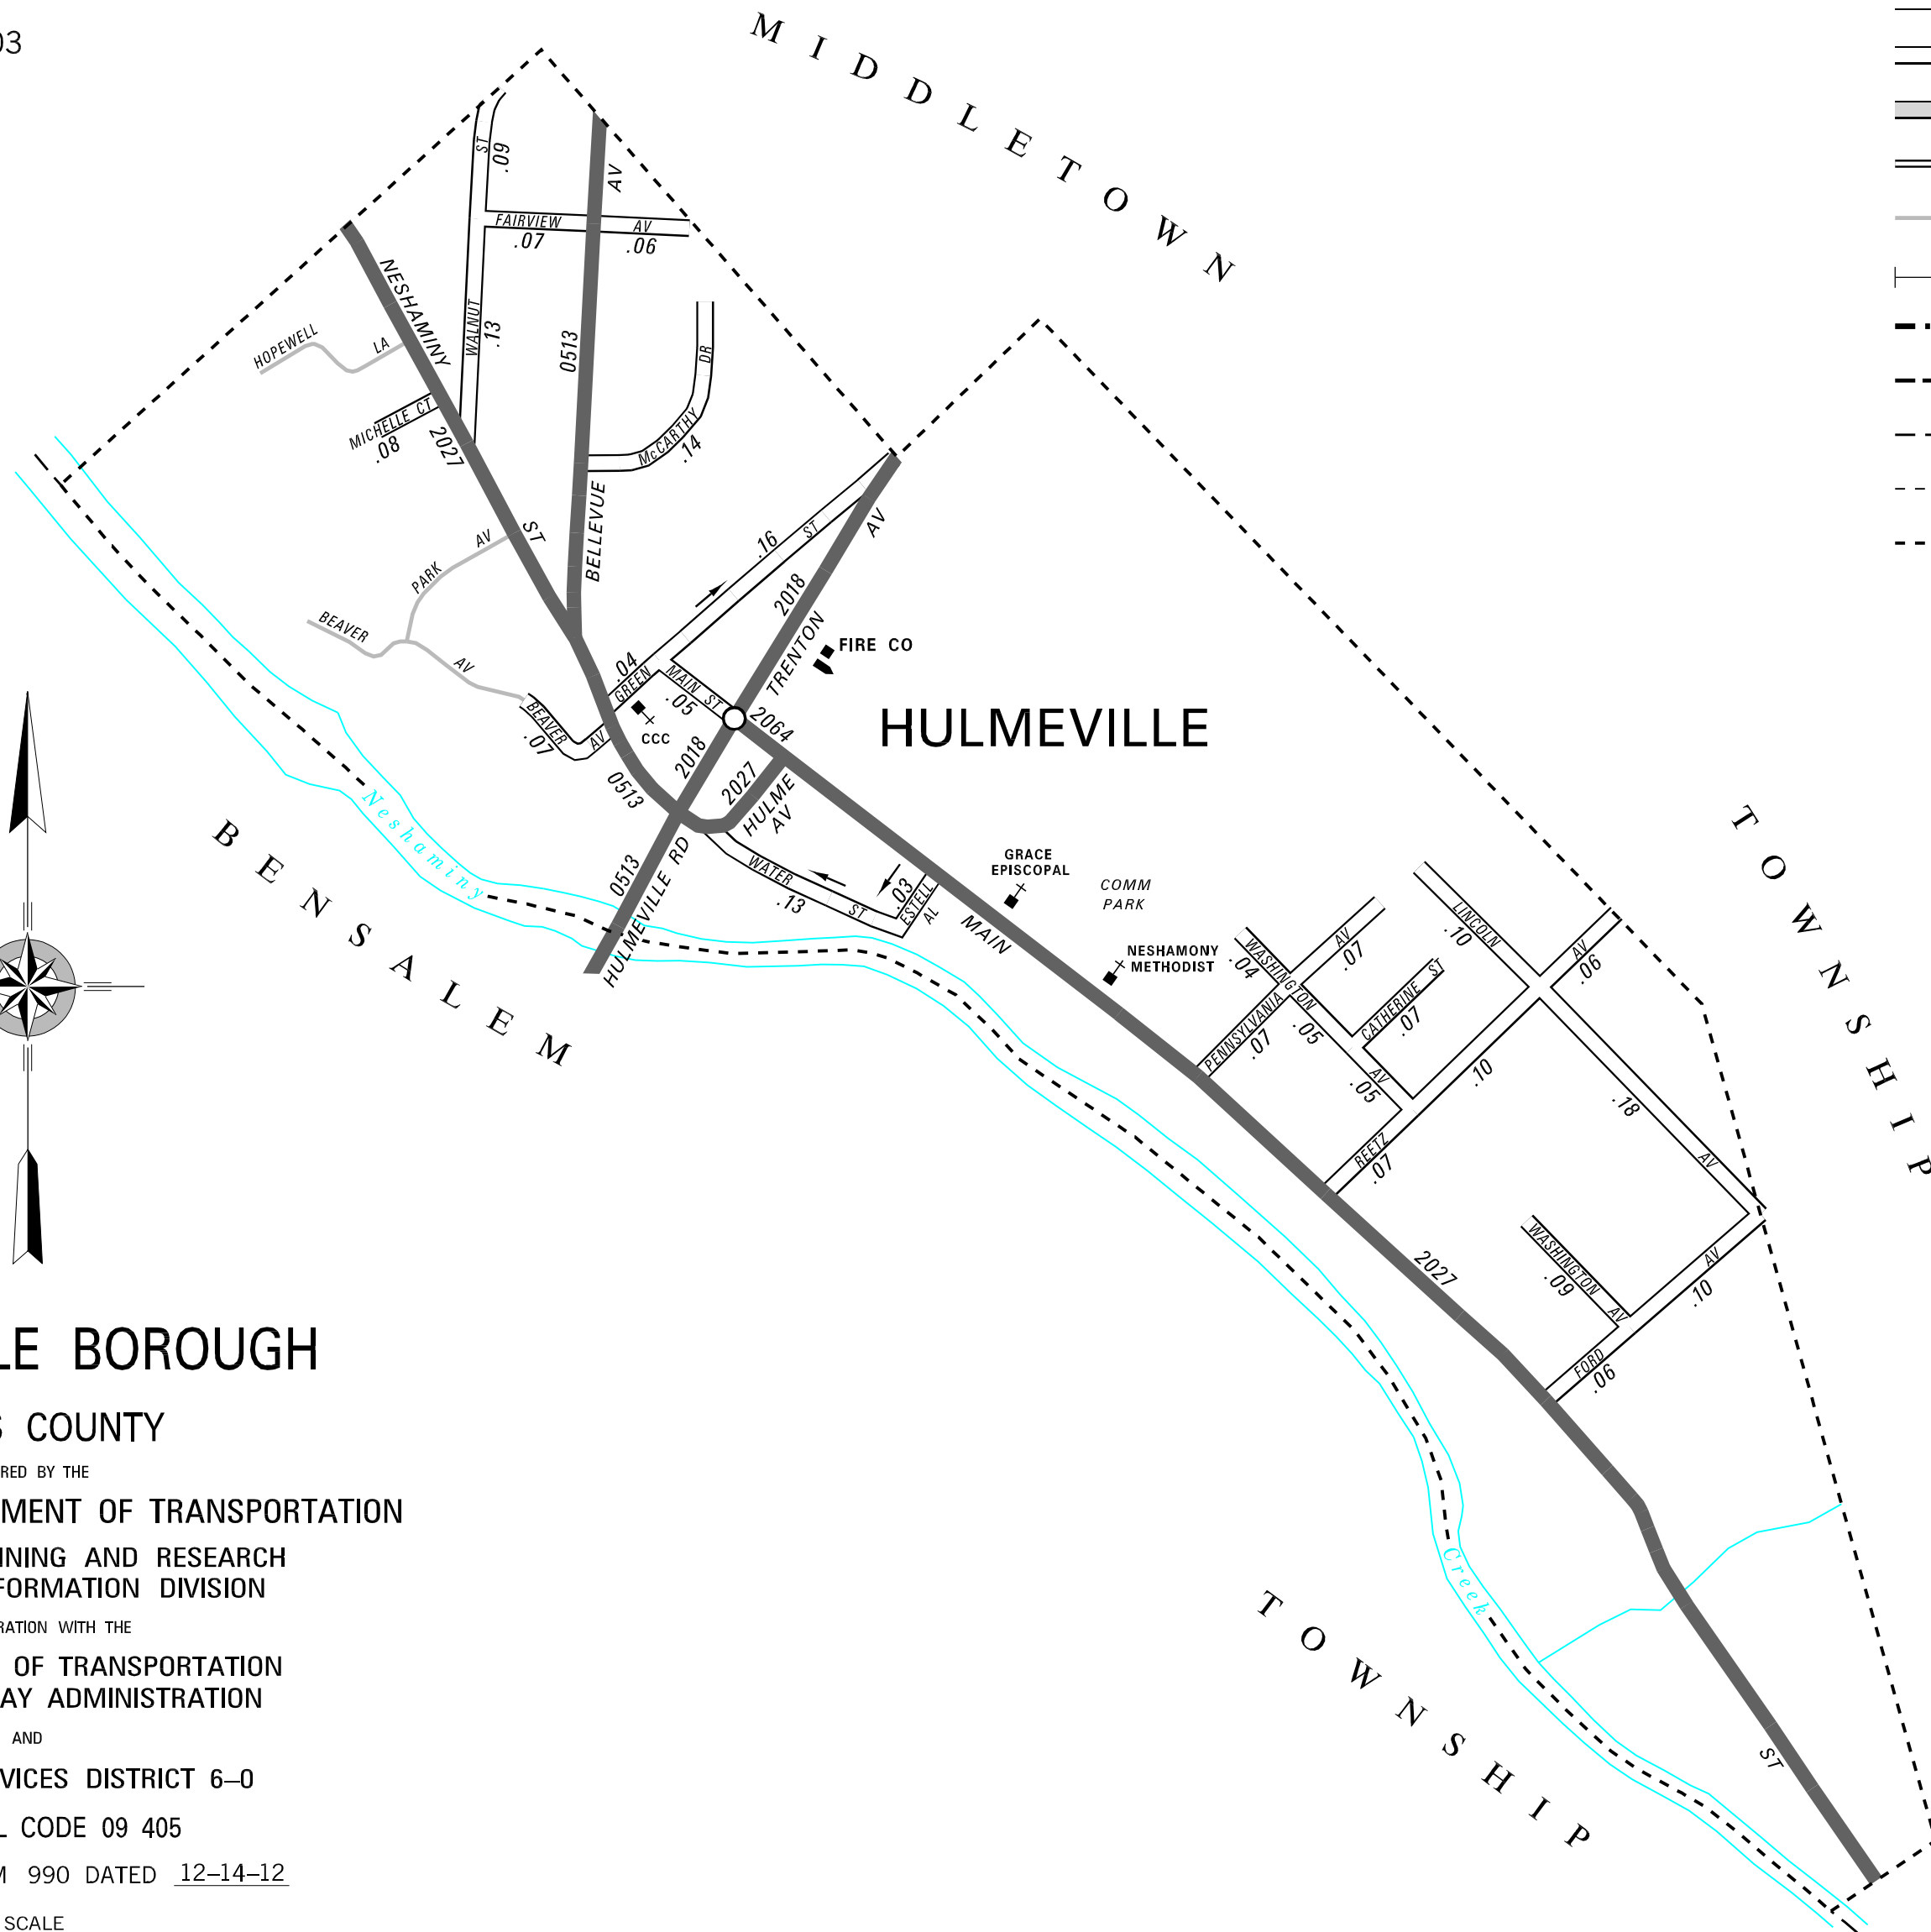 03
MIDDLETOWN
TOWNSHIP
ST
.09
AV
FAIRVIEW
AV
.07
.06
NESHAMINY
WALNUT
.13
0513
HOPEWELL
LA
DR
MICHELLE CT
.08
2027
McCARTHY
.14
BELLEVUE
ST
PARK
AV
.16
ST
AV
2018
BEAVER
AV
TRENTON
FIRE CO
.04
GREEN
MAIN ST
.05
BEAVER
AV
.07
CCC
2064
HULMEVILLE
2018
2027
0513
HULME
AV
Neshaminy
BENSALEM
0513
HULMEVILLE RD
WATER
ST
.13
.03
ESTELL
AL
MAIN
GRACE
EPISCOPAL
COMM
PARK
NESHAMONY
METHODIST
LINCOLN
.10
AV
.06
WASHINGTON
.04
AV
.07
CATHERINE
ST
.07
PENNSYLVANIA
.07
.05
AV
.05
.10
REETZ
.07
.18
AV
WASHINGTON
AV
.09
AV
.10
2027
FORD
.06
Creek
TOWNSHIP
ST
LE BOROUGH
S COUNTY
RED BY THE
MENT OF TRANSPORTATION
NNING AND RESEARCH
FORMATION DIVISION
RATION WITH THE
OF TRANSPORTATION
AY ADMINISTRATION
AND
VICES DISTRICT 6–0
L CODE 09 405
M 990 DATED 12–14–12
SCALE